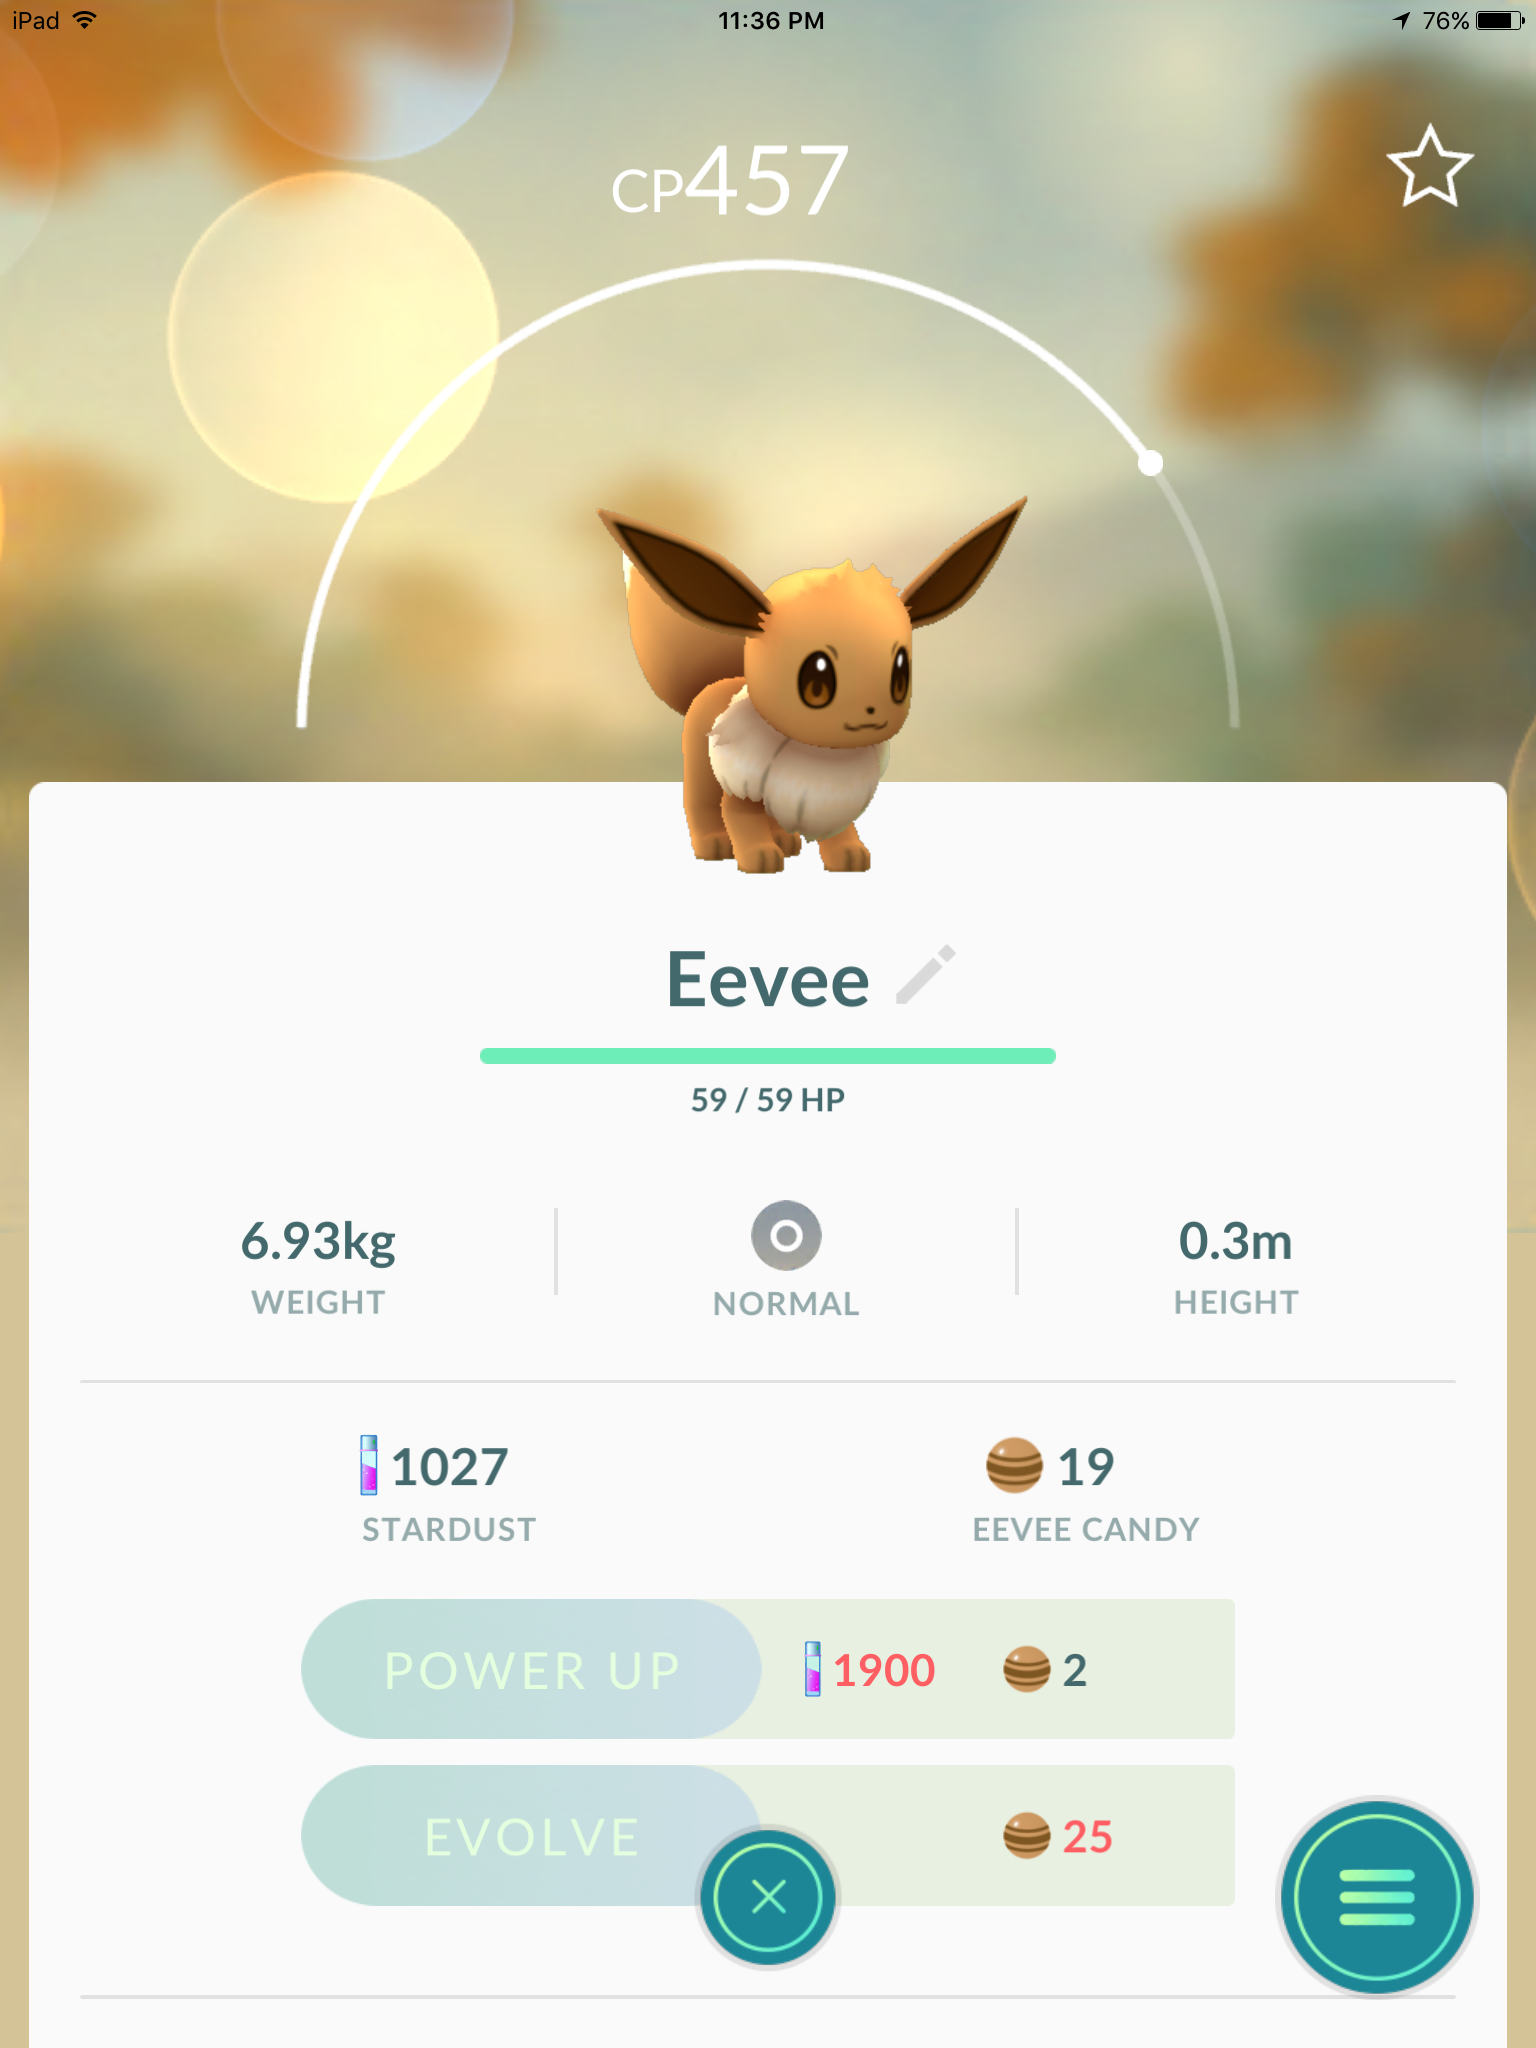 iPad 11:36 PM 76%
CP457
Eevee
59 / 59 HP
6.93kg 0.3m
WEIGHT NORMAL HEIGHT
1027 19
STARDUST EEVEE CANDY
POWER UP 1900 2
EVOLVE 25